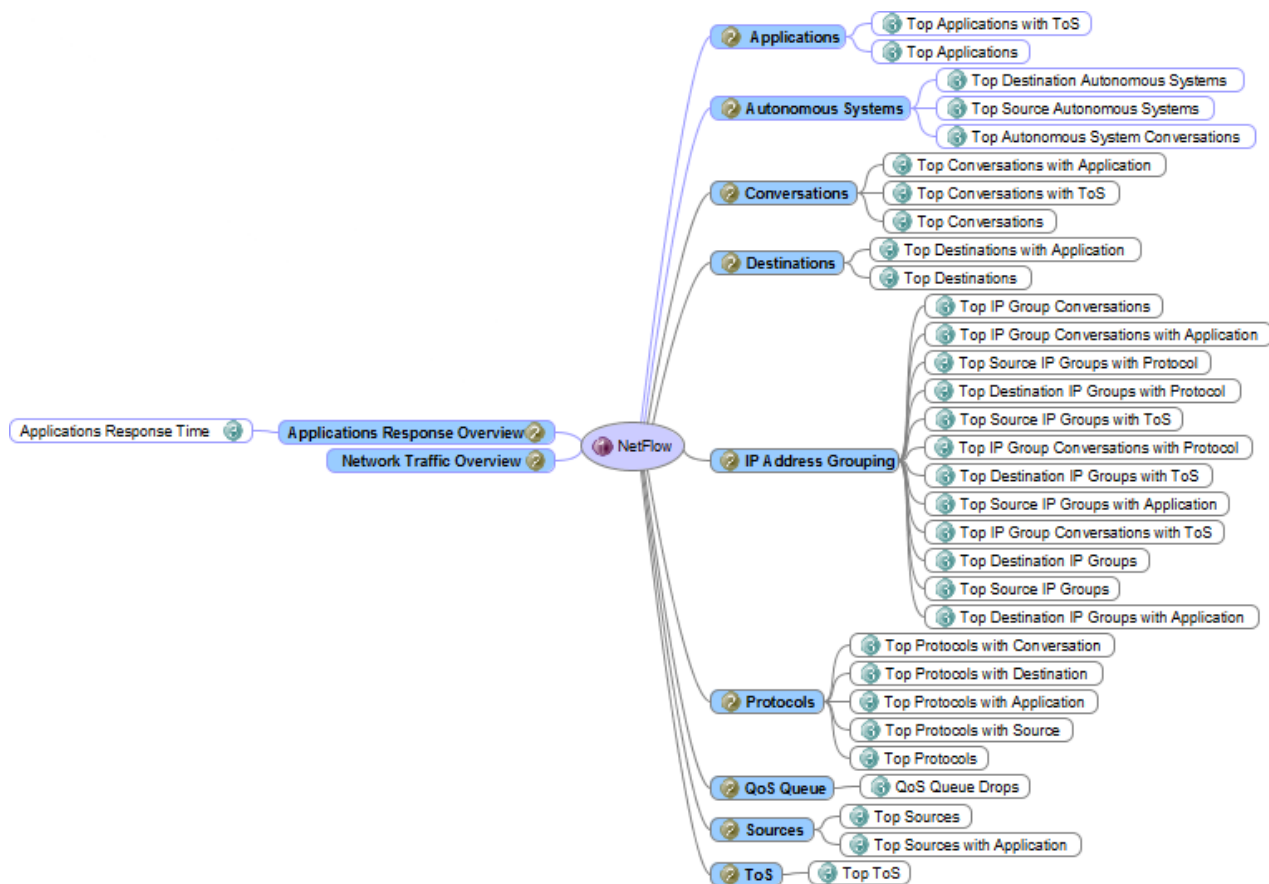 Applications
Top Applications with ToS
Top Applications
Autonomous Systems
Top Destination Autonomous Systems
Top Source Autonomous Systems
Top Autonomous System Conversations
Conversations
Top Conversations with Application
Top Conversations with ToS
Top Conversations
Destinations
Top Destinations with Application
Top Destinations
Applications Response Time
Applications Response Overview
Network Traffic Overview
NetFlow
IP Address Grouping
Top IP Group Conversations
Top IP Group Conversations with Application
Top Source IP Groups with Protocol
Top Destination IP Groups with Protocol
Top Source IP Groups with ToS
Top IP Group Conversations with Protocol
Top Destination IP Groups with ToS
Top Source IP Groups with Application
Top IP Group Conversations with ToS
Top Destination IP Groups
Top Source IP Groups
Top Destination IP Groups with Application
Protocols
Top Protocols with Conversation
Top Protocols with Destination
Top Protocols with Application
Top Protocols with Source
Top Protocols
QoS Queue
QoS Queue Drops
Sources
Top Sources
Top Sources with Application
ToS
Top ToS